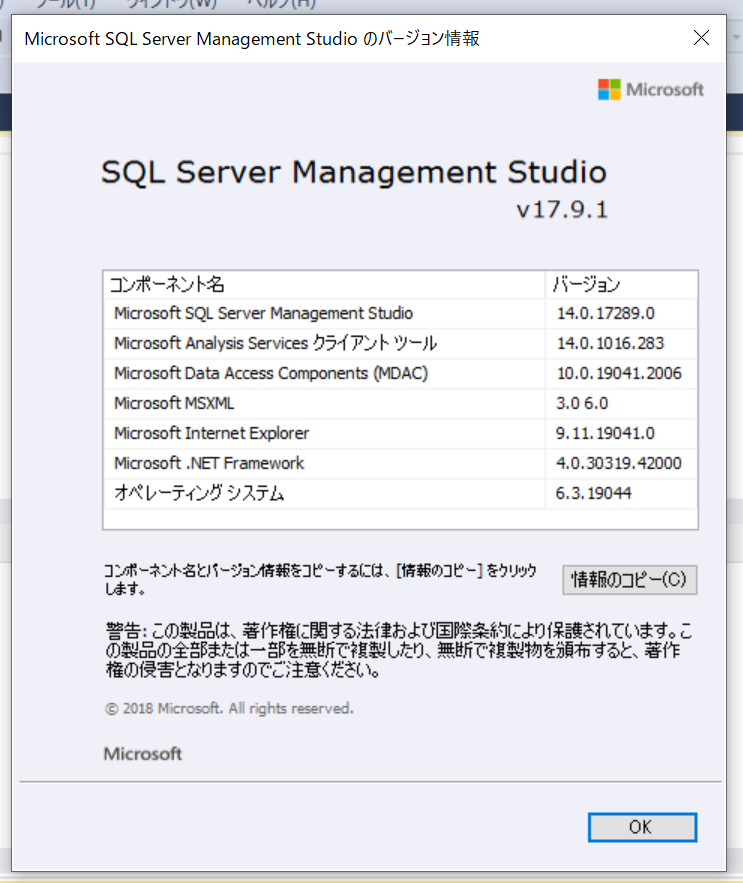 ツール(T) ウィンドウ(W) ヘルプ(H)
Microsoft SQL Server Management Studio のバージョン情報
Microsoft
SQL Server Management Studio
v17.9.1
コンポーネント名 バージョン
Microsoft SQL Server Management Studio 14.0.17289.0
Microsoft Analysis Services クライアント ツール 14.0.1016.283
Microsoft Data Access Components (MDAC) 10.0.19041.2006
Microsoft MSXML 3.0 6.0
Microsoft Internet Explorer 9.11.19041.0
Microsoft .NET Framework 4.0.30319.42000
オペレーティング システム 6.3.19044
コンポーネント名とバージョン情報をコピーするには、[情報のコピー] をクリック
します。
情報のコピー(C)
警告: この製品は、著作権に関する法律および国際条約により保護されています。こ
の製品の全部または一部を無断で複製したり、無断で複製物を頒布すると、著作
権の侵害となりますのでご注意ください。
© 2018 Microsoft. All rights reserved.
Microsoft
OK